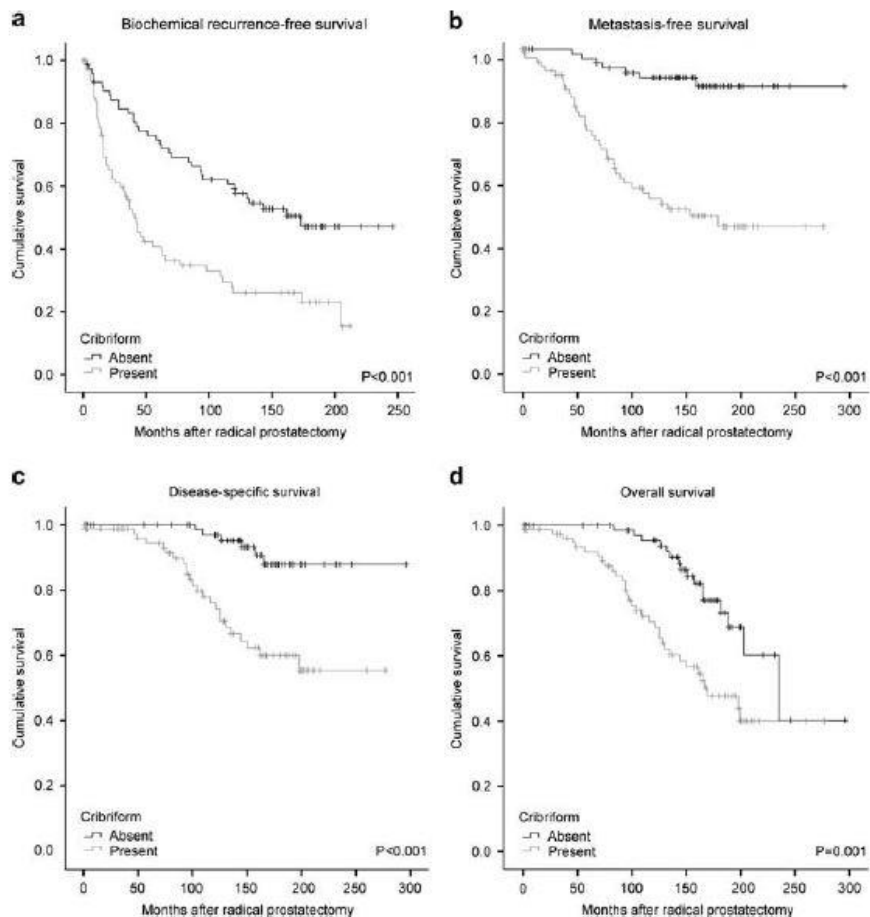 a
Biochemical recurrence-free survival
1.0
0.8
0.6
0.4
0.2
0.0
Cumulative survival
Cribriform
Absent
Present
P<0.001
0 50 100 150 200 250
Months after radical prostatectomy
b
Metastasis-free survival
1.0
0.8
0.6
0.4
0.2
0.0
Cumulative survival
Cribriform
Absent
Present
P<0.001
0 50 100 150 200 250 300
Months after radical prostatectomy
c
Disease-specific survival
1.0
0.8
0.6
0.4
0.2
0.0
Cumulative survival
Cribriform
Absent
Present
P<0.001
0 50 100 150 200 250 300
Months after radical prostatectomy
d
Overall survival
1.0
0.8
0.6
0.4
0.2
0.0
Cumulative survival
Cribriform
Absent
Present
P=0.001
0 50 100 150 200 250 300
Months after radical prostatectomy